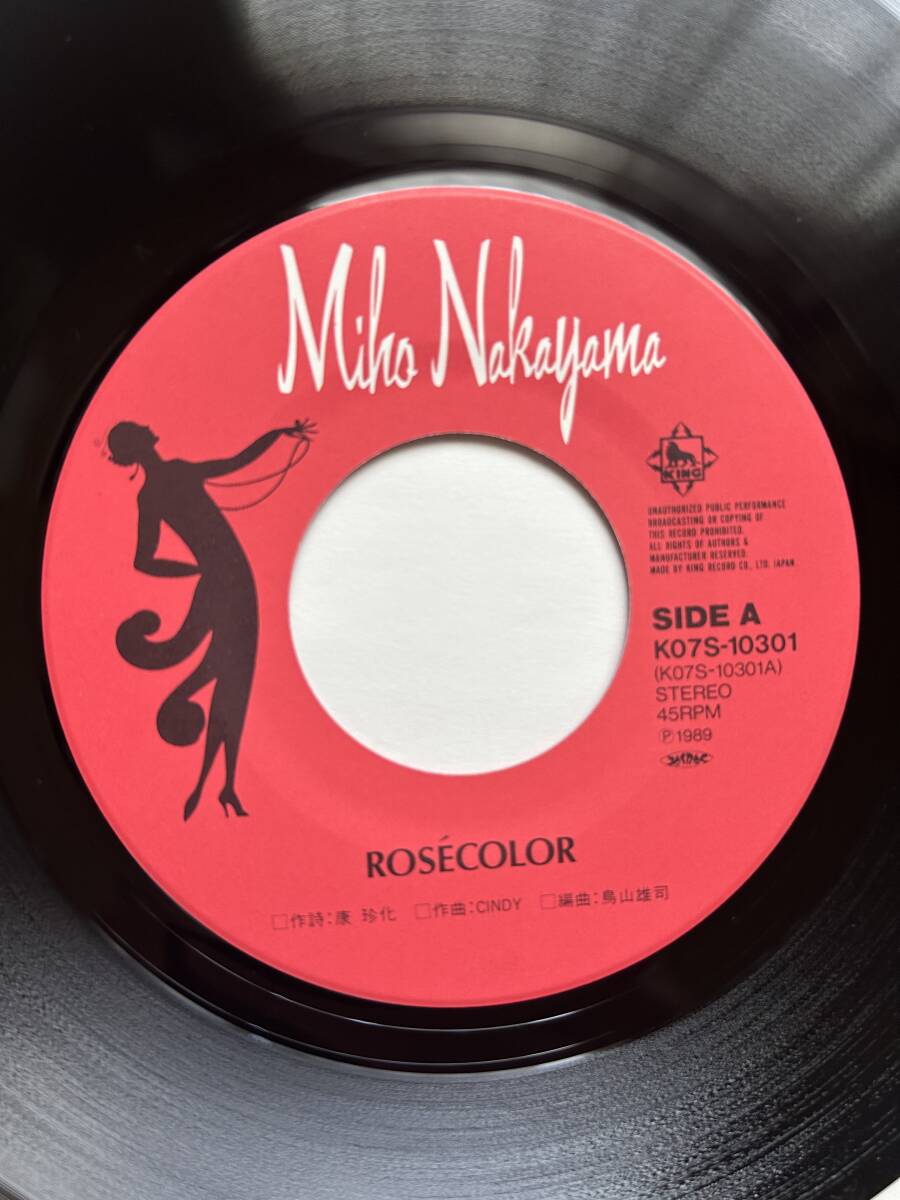 Miho Nakayama
KING
UNAUTHORIZED PUBLIC PERFORMANCE
BROADCASTING OR COPYING OF
THIS RECORD PROHIBITED.
ALL RIGHTS OF AUTHORS &
MANUFACTURER RESERVED.
MADE BY KING RECORD CO., LTD. JAPAN.
SIDE A
K07S-10301
(K07S-10301A)
STEREO
45RPM
Ⓟ1989
ROSÉCOLOR
□作詩:康 珍化 □作曲:CINDY □編曲:鳥山雄司